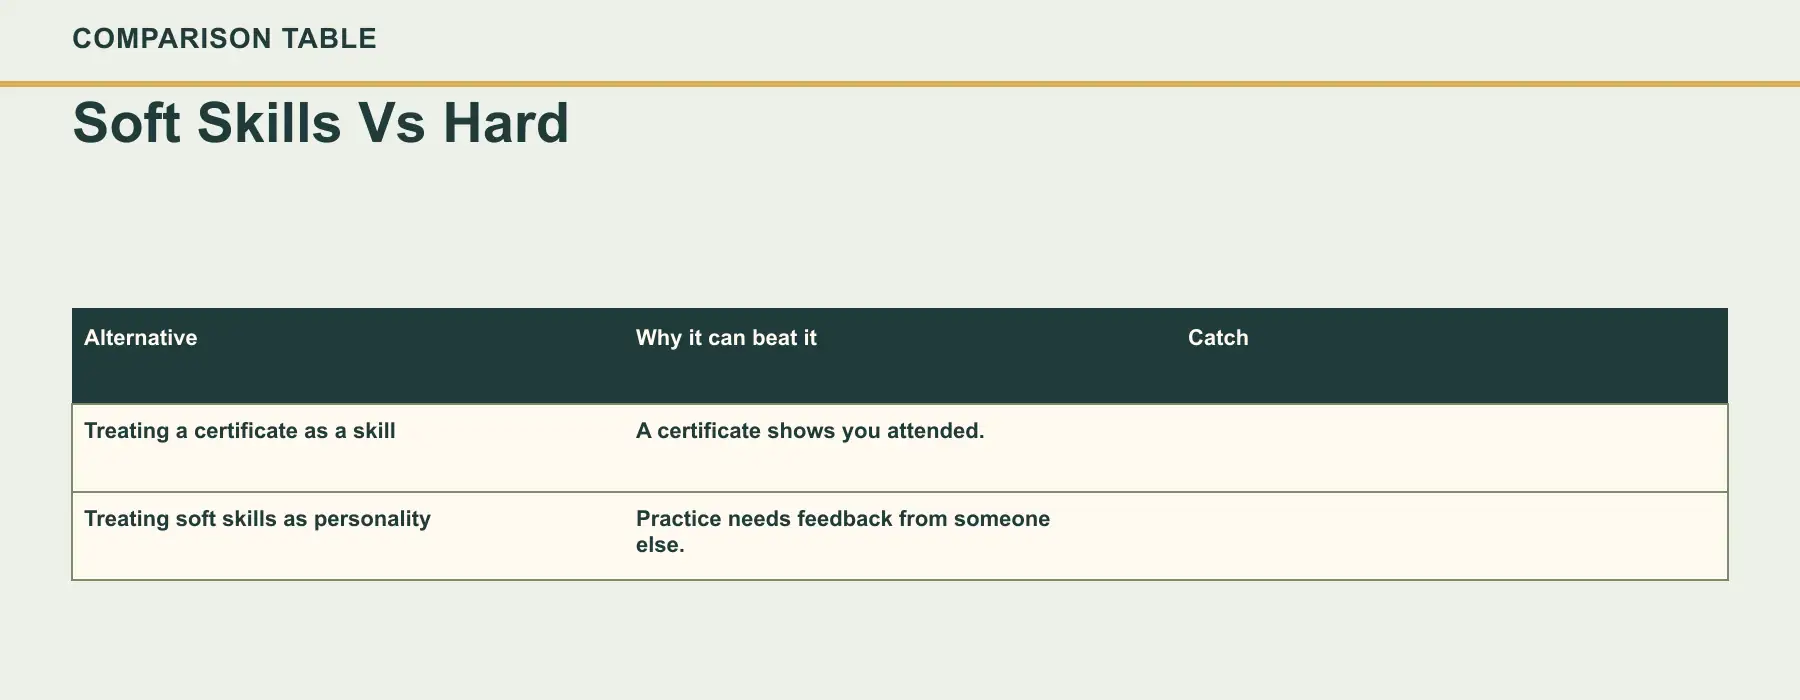 COMPARISON TABLE
Soft Skills Vs Hard
Alternative Why it can beat it Catch
Treating a certificate as a skill A certificate shows you attended.
Treating soft skills as personality Practice needs feedback from someone
else.